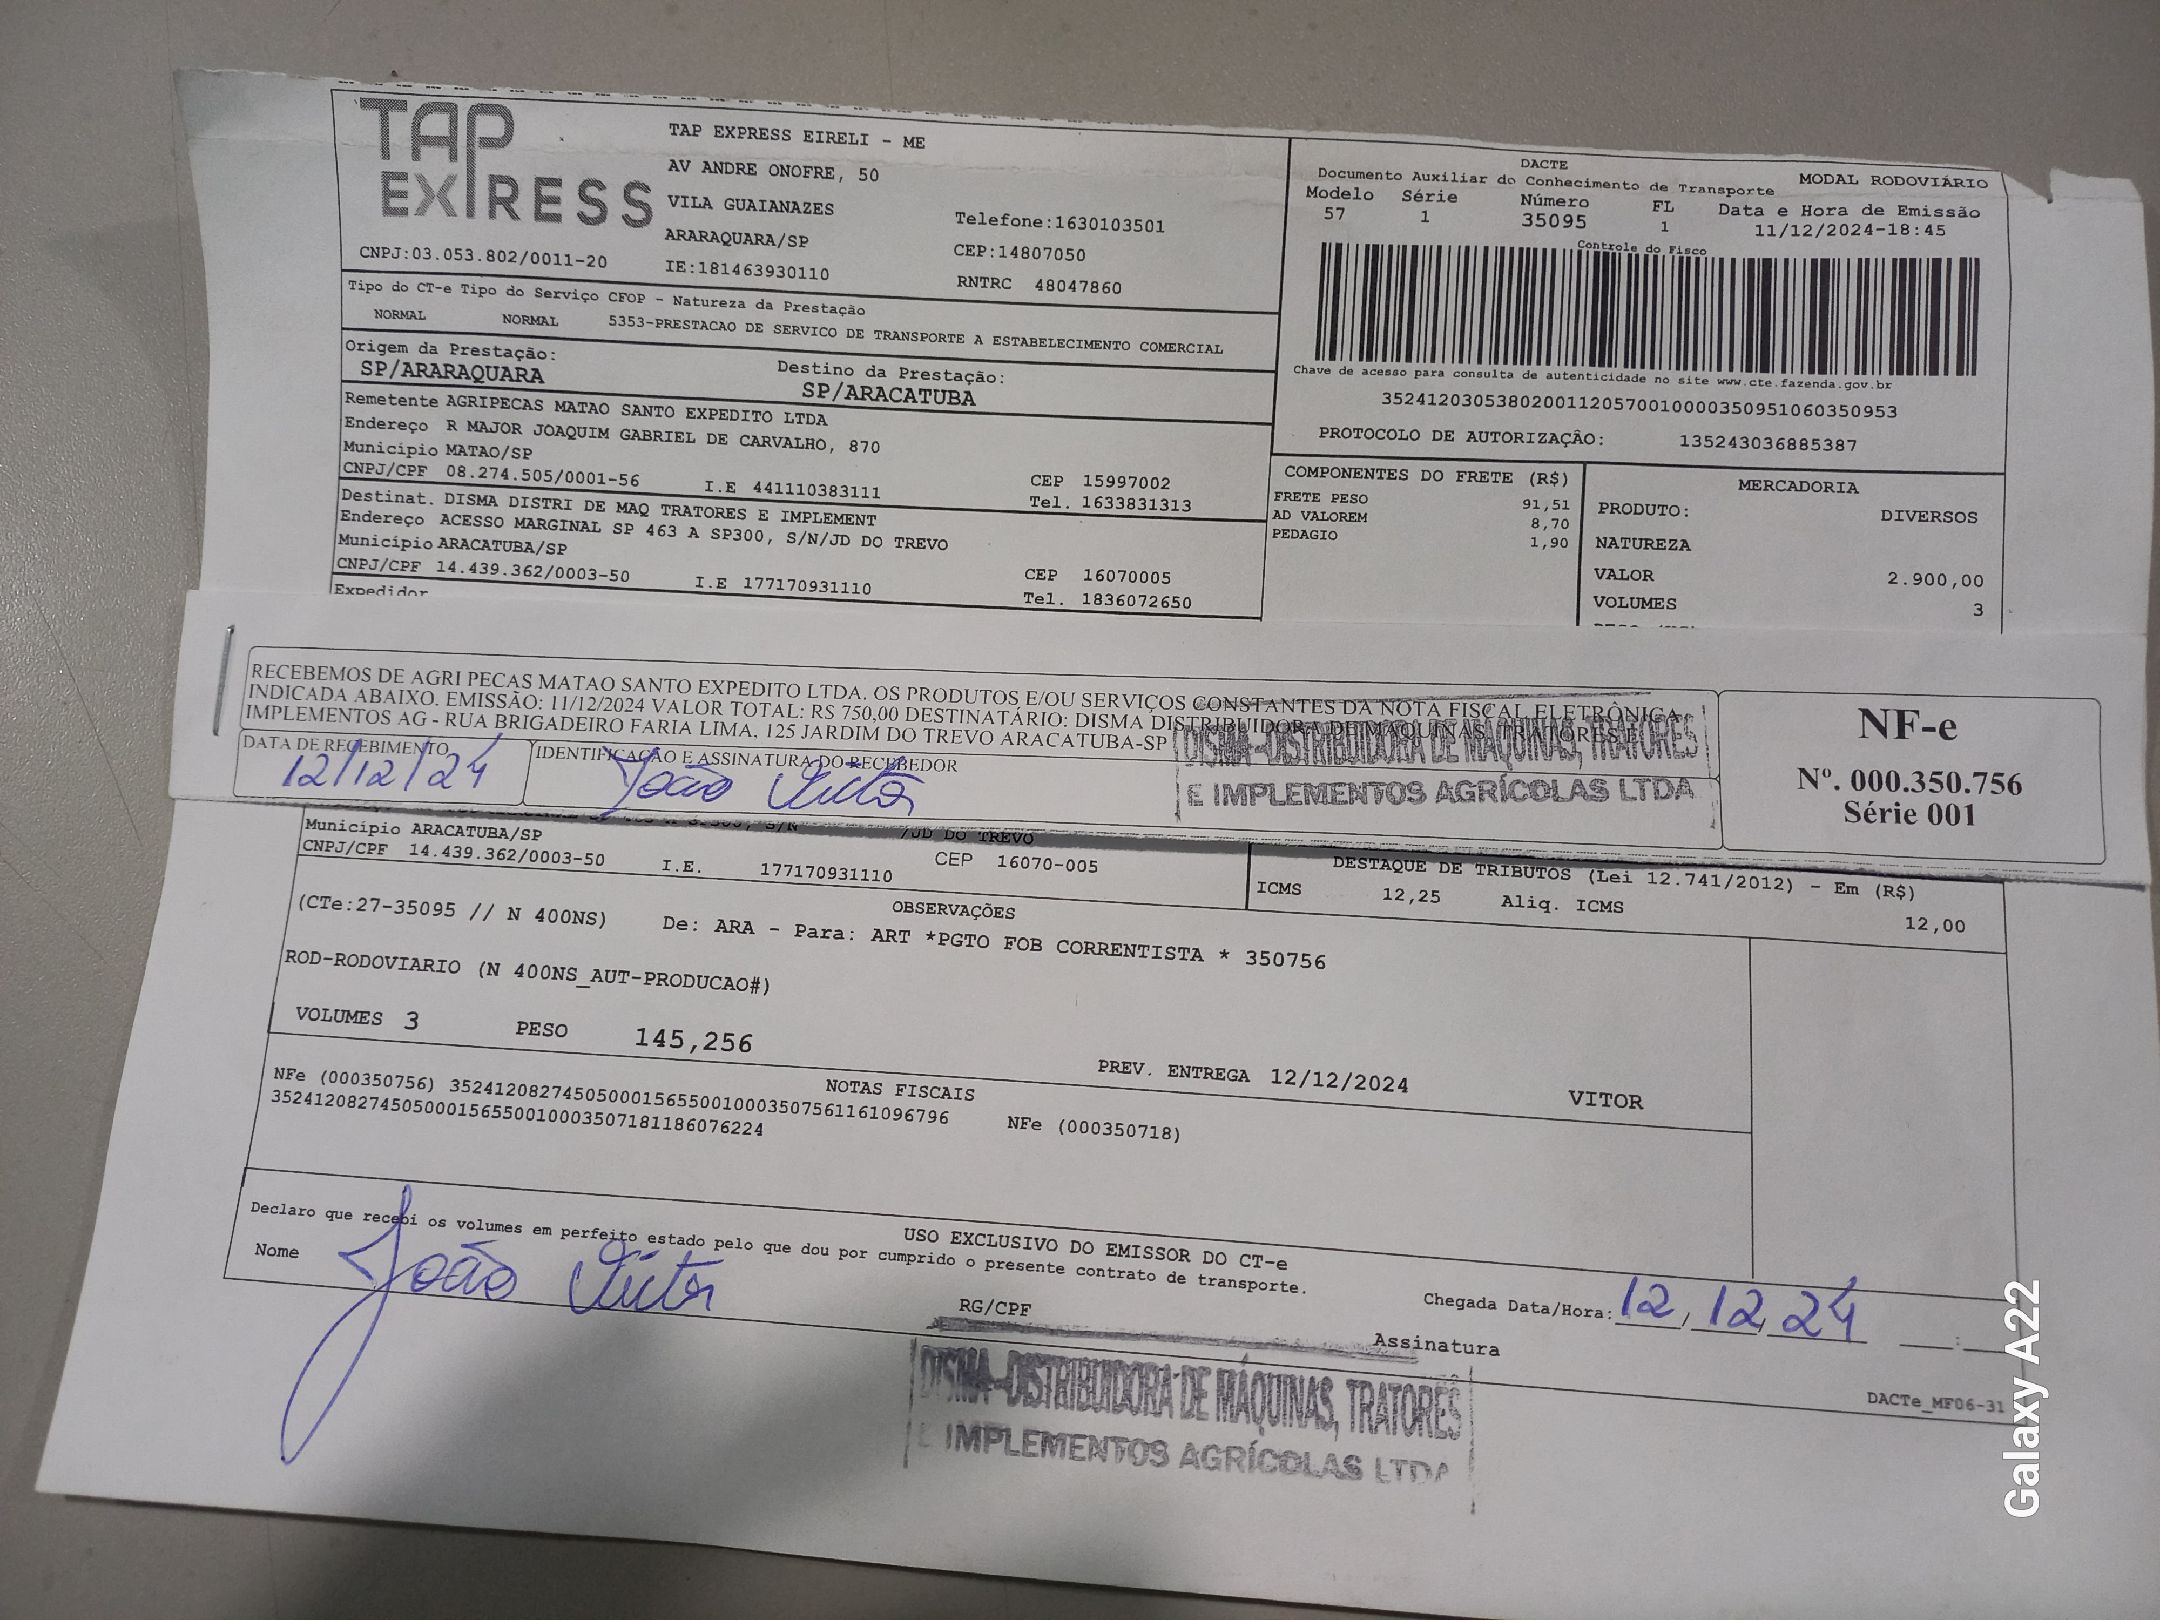 TAP
EXPRESS
TAP EXPRESS EIRELI - ME
AV ANDRE ONOFRE, 50
VILA GUAIANAZES
ARARAQUARA/SP
IE:181463930110
Telefone:1630103501
CEP:14807050
RNTRC 48047860
CNPJ:03.053.802/0011-20
DACTE
Documento Auxiliar do Conhecimento de Transporte
MODAL RODOVIÁRIO
Modelo Série Número FL Data e Hora de Emissão
57 1 35095 1 11/12/2024-18:45
Controle do Fisco
Chave de acesso para consulta de autenticidade no site www.cte.fazenda.gov.br
35241203053802001120570010000350951060350953
PROTOCOLO DE AUTORIZAÇÃO: 135243036885387
Tipo do CT-e Tipo do Serviço CFOP - Natureza da Prestação
NORMAL NORMAL 5353-PRESTACAO DE SERVICO DE TRANSPORTE A ESTABELECIMENTO COMERCIAL
Origem da Prestação: Destino da Prestação:
SP/ARARAQUARA SP/ARACATUBA
Remetente AGRIPECAS MATAO SANTO EXPEDITO LTDA
Endereço R MAJOR JOAQUIM GABRIEL DE CARVALHO, 870
Município MATAO/SP CEP 15997002
CNPJ/CPF 08.274.505/0001-56 I.E 441110383111 Tel. 1633831313
Destinat. DISMA DISTRI DE MAQ TRATORES E IMPLEMENT
Endereço ACESSO MARGINAL SP 463 A SP300, S/N/JD DO TREVO
Município ARACATUBA/SP CEP 16070005
CNPJ/CPF 14.439.362/0003-50 I.E 177170931110 Tel. 1836072650
Expedidor
COMPONENTES DO FRETE (R$)
FRETE PESO 91,51
AD VALOREM 8,70
PEDAGIO 1,90
MERCADORIA
PRODUTO: DIVERSOS
NATUREZA
VALOR 2.900,00
VOLUMES 3
RECEBEMOS DE AGRI PECAS MATAO SANTO EXPEDITO LTDA. OS PRODUTOS E/OU SERVIÇOS CONSTANTES DA NOTA FISCAL ELETRÔNICA
INDICADA ABAIXO. EMISSÃO: 11/12/2024 VALOR TOTAL: R$ 750,00 DESTINATÁRIO: DISMA DISTRIBUIDORA DE MAQUINAS, TRATORES E
IMPLEMENTOS AG - RUA BRIGADEIRO FARIA LIMA, 125 JARDIM DO TREVO ARACATUBA-SP
DATA DE RECEBIMENTO IDENTIFICAÇÃO E ASSINATURA DO RECEBEDOR
12/12/24 João Victor
DISMA-DISTRIBUIDORA DE MÁQUINAS, TRATORES
E IMPLEMENTOS AGRÍCOLAS LTDA
NF-e
Nº. 000.350.756
Série 001
/JD DO TREVO
Município ARACATUBA/SP CEP 16070-005
CNPJ/CPF 14.439.362/0003-50 I.E. 177170931110
DESTAQUE DE TRIBUTOS (Lei 12.741/2012) - Em (R$)
ICMS 12,25 Aliq. ICMS 12,00
OBSERVAÇÕES
(CTe:27-35095 // N 400NS) De: ARA - Para: ART *PGTO FOB CORRENTISTA * 350756
ROD-RODOVIARIO (N 400NS_AUT-PRODUCAO#)
VOLUMES 3 PESO 145,256 PREV. ENTREGA 12/12/2024 VITOR
NOTAS FISCAIS
NFe (000350756) 35241208274505000156550010003507561161096796 NFe (000350718)
35241208274505000156550010003507181186076224
USO EXCLUSIVO DO EMISSOR DO CT-e
Declaro que recebi os volumes em perfeito estado pelo que dou por cumprido o presente contrato de transporte.
Nome João Victor RG/CPF Assinatura Chegada Data/Hora: 12/12/24 :
DISMA-DISTRIBUIDORA DE MÁQUINAS, TRATORES
E IMPLEMENTOS AGRÍCOLAS LTDA
DACTe_MF06-31
Galaxy A22